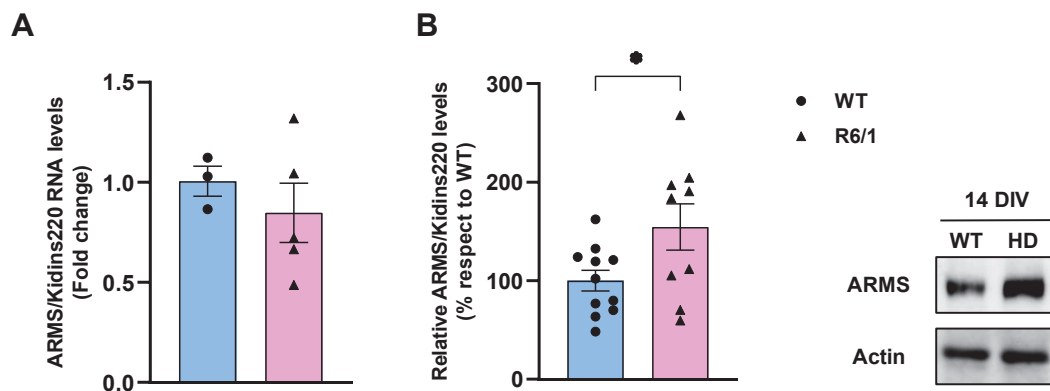 A
ARMS/Kidins220 RNA levels
(Fold change)
1.5
1.0
0.5
0.0
B
Relative ARMS/Kidins220 levels
(% respect to WT)
300
200
100
0
*
WT
R6/1
14 DIV
WT HD
ARMS
Actin